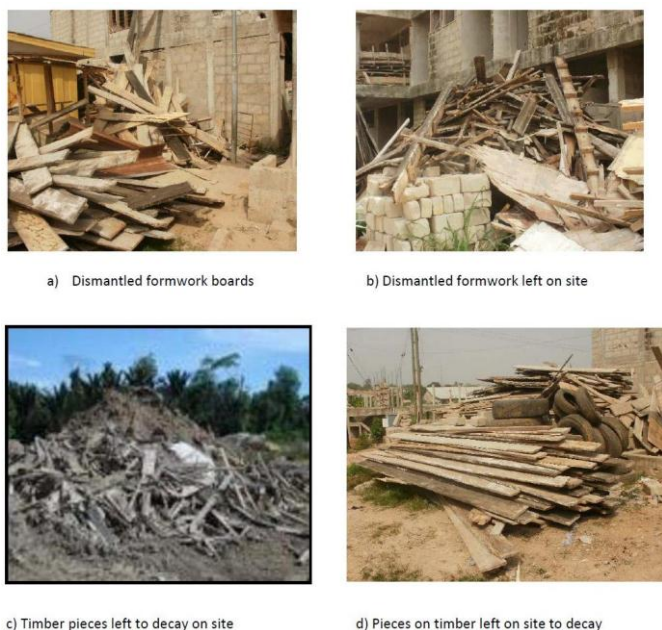 a) Dismantled formwork boards
b) Dismantled formwork left on site
c) Timber pieces left to decay on site
d) Pieces on timber left on site to decay